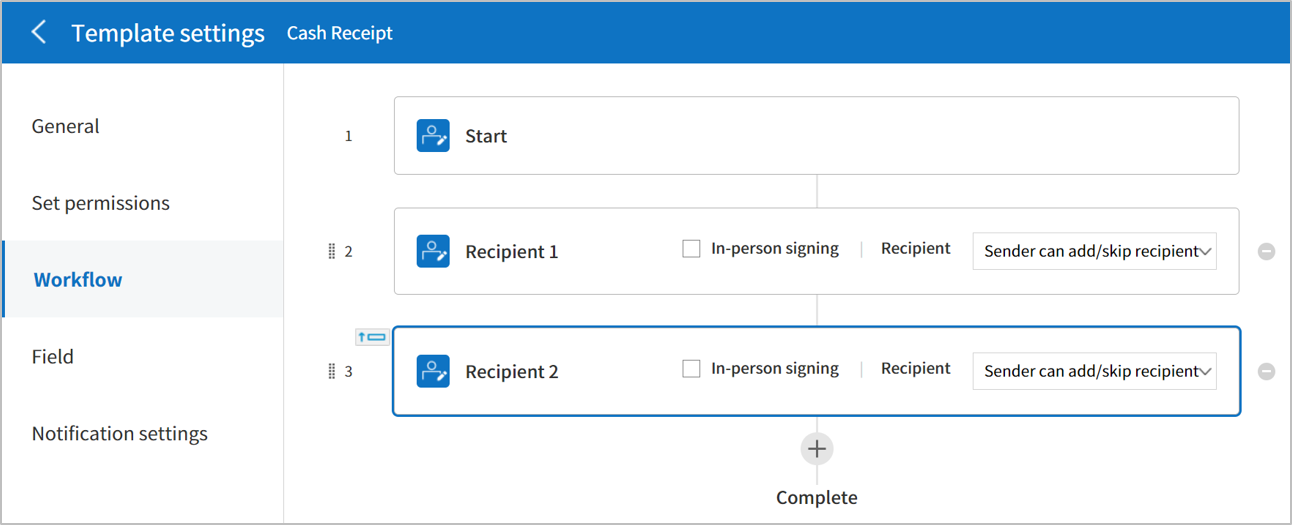 Template settings Cash Receipt
General
Set permissions
Workflow
Field
Notification settings
1 Start
2 Recipient 1 In-person signing Recipient Sender can add/skip recipient
3 Recipient 2 In-person signing Recipient Sender can add/skip recipient
Complete